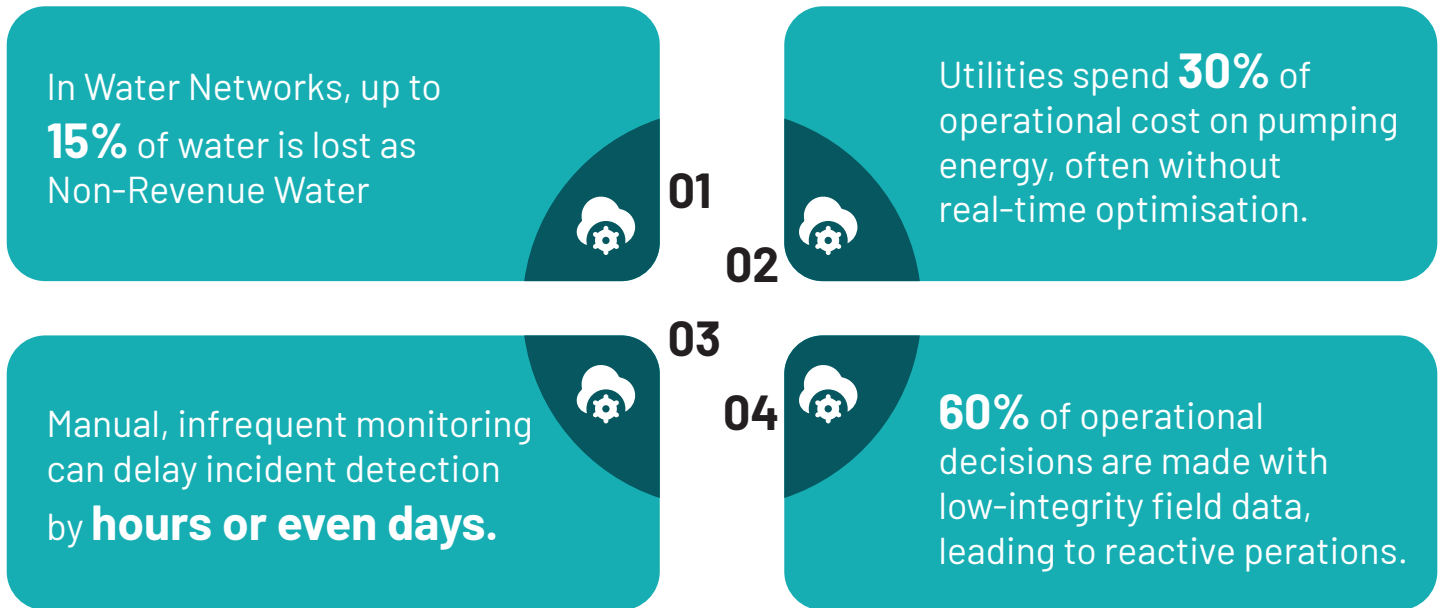 In Water Networks, up to
15% of water is lost as
Non-Revenue Water
01
Utilities spend 30% of
operational cost on pumping
energy, often without
real-time optimisation.
02
03
Manual, infrequent monitoring
can delay incident detection
by hours or even days.
04
60% of operational
decisions are made with
low-integrity field data,
leading to reactive perations.